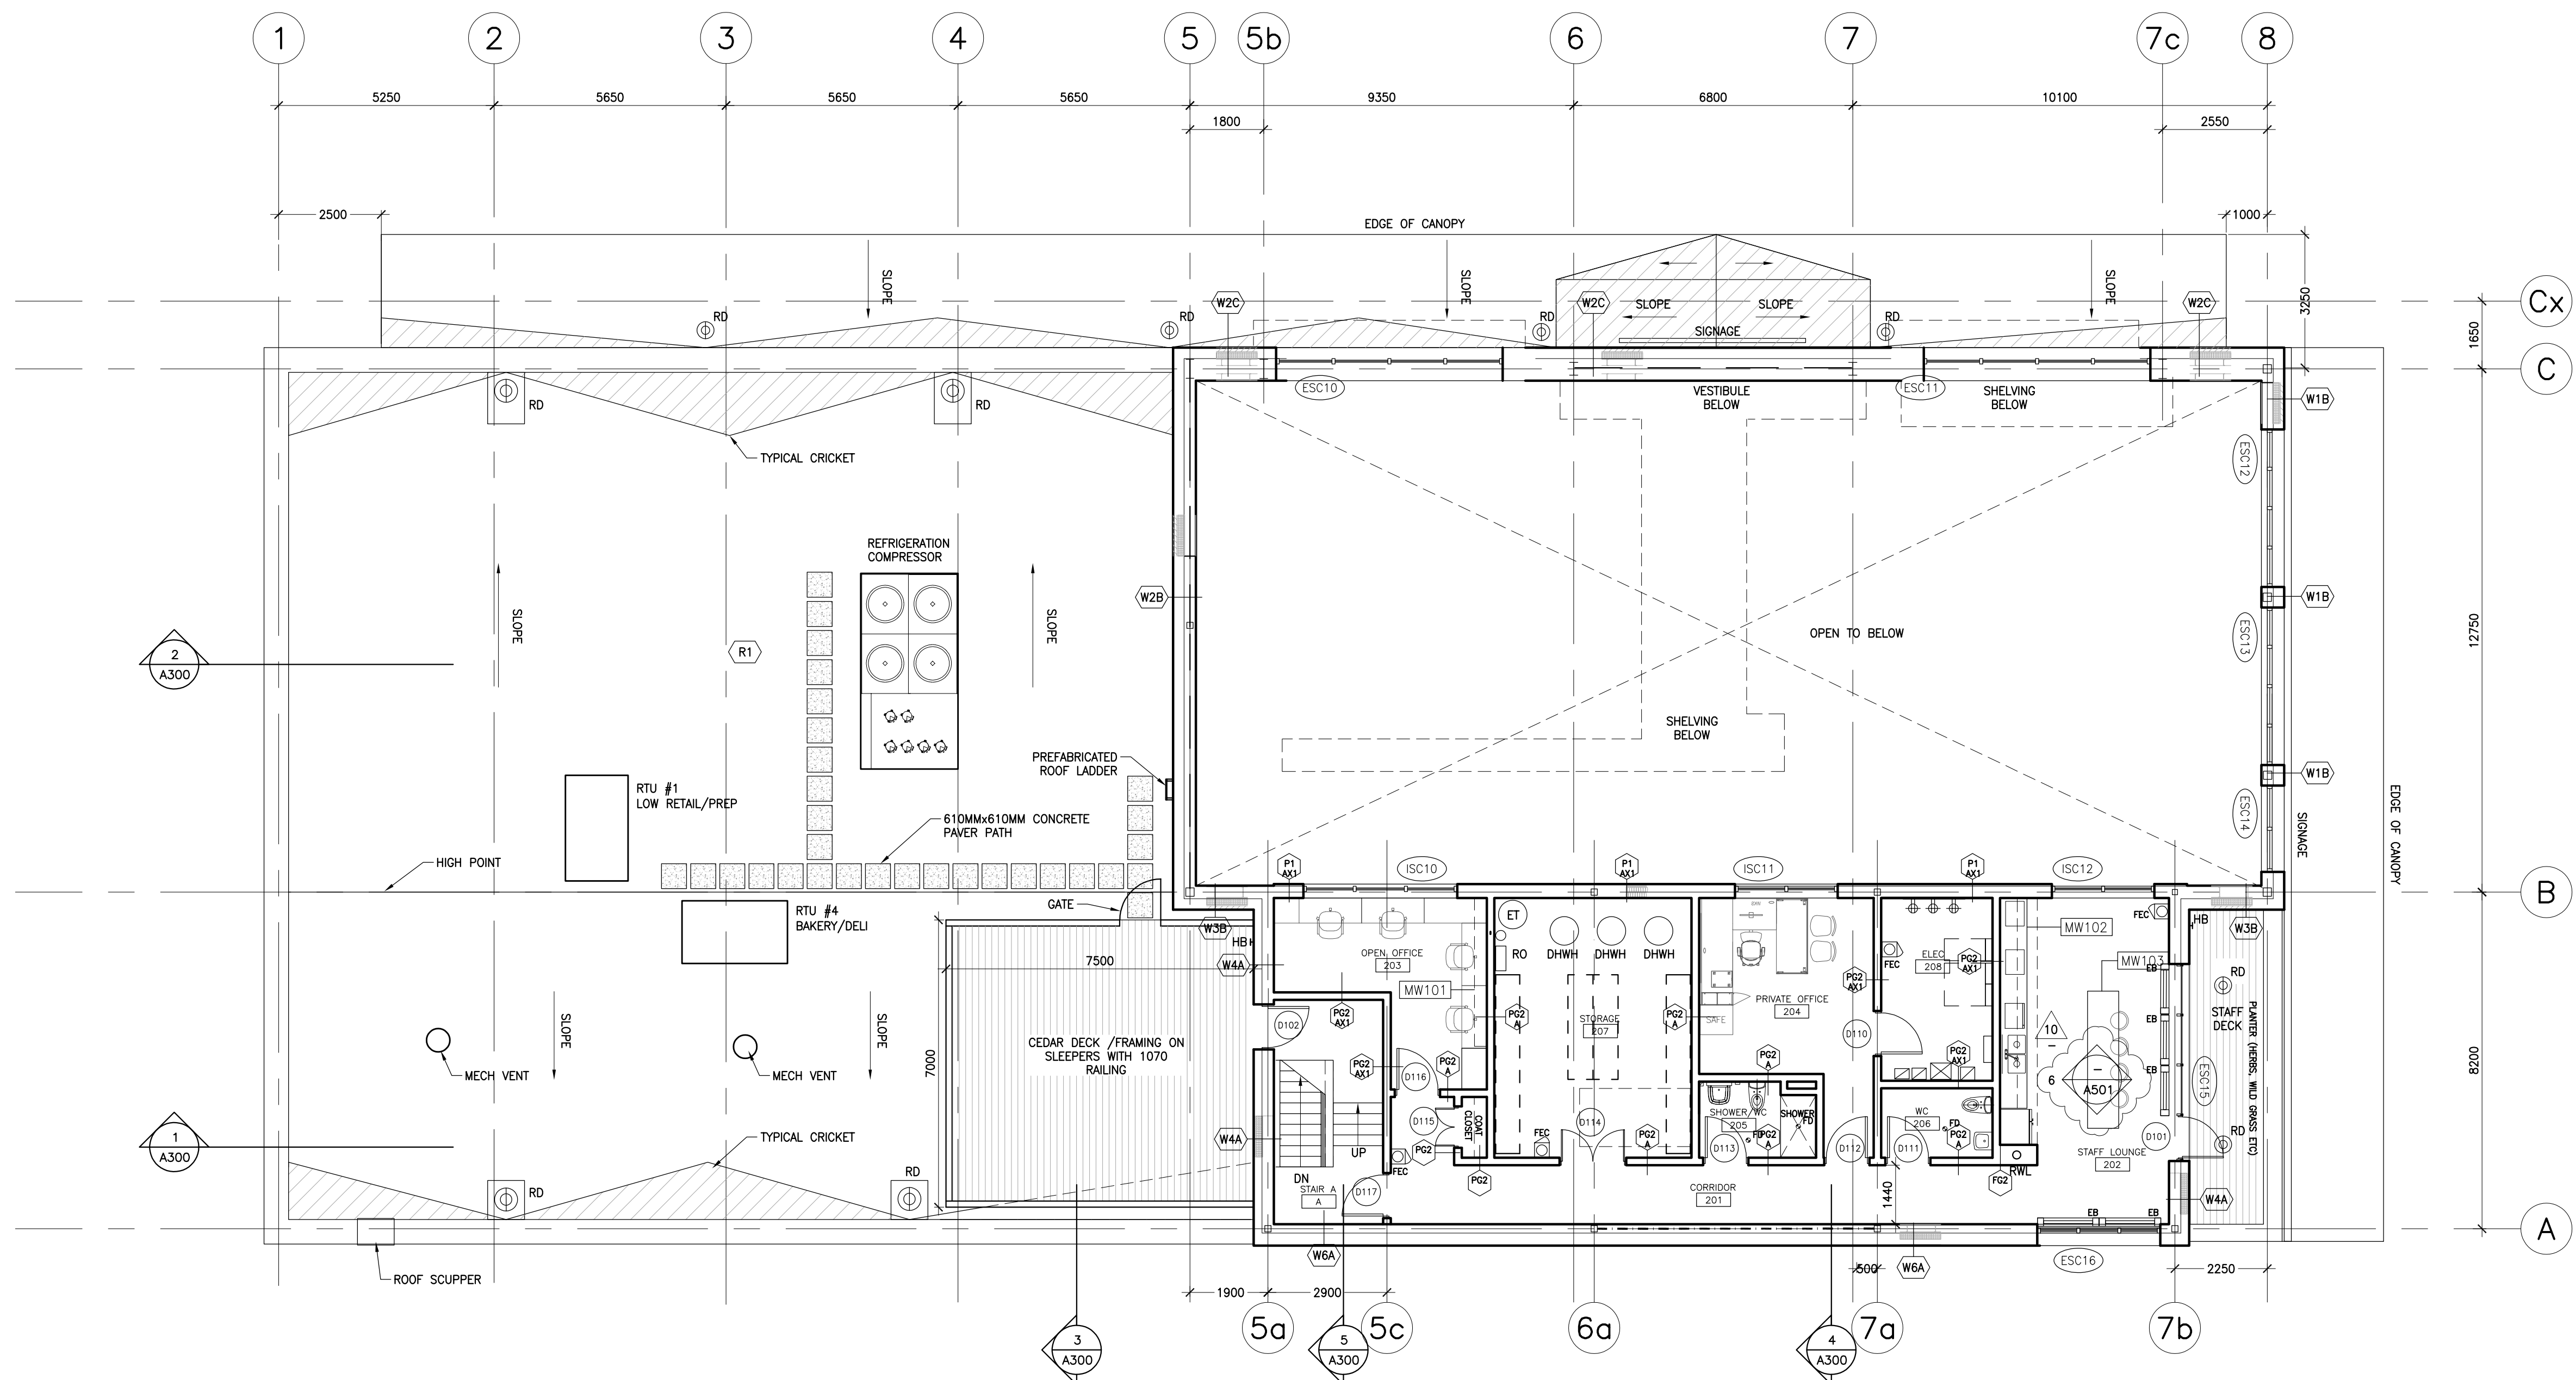 1
2
3
4
5
5b
6
7
7c
8
5250
5650
5650
5650
9350
6800
10100
1800
2550
2500
EDGE OF CANOPY
1000
3250
SLOPE
SLOPE
SLOPE
W2C
W2C
W2C
SLOPE
SLOPE
SIGNAGE
RD
RD
RD
RD
Cx
1650
C
RD
RD
ESC10
ESC11
VESTIBULE
BELOW
SHELVING
BELOW
W1B
TYPICAL CRICKET
ESC12
REFRIGERATION
COMPRESSOR
SLOPE
SLOPE
W2B
W1B
R1
OPEN TO BELOW
ESC13
12750
2
A300
SHELVING
BELOW
PREFABRICATED
ROOF LADDER
RTU #1
LOW RETAIL/PREP
W1B
ESC14
SIGNAGE
EDGE OF CANOPY
610MMx610MM CONCRETE
PAVER PATH
HIGH POINT
P1
AX1
ISC10
P1
AX1
ISC11
P1
AX1
ISC12
B
GATE
RTU #4
BAKERY/DELI
W3B
HB
W4A
7500
7000
OPEN OFFICE
203
MW101
ET
RO
DHWH
DHWH
DHWH
FEC
ELEC
208
PG2
AX1
FEC
MW102
MW103
HB
W3B
EB
EB
EB
RD
STAFF
DECK
PLANTER (HERBS, WILD GRASS ETC)
PG2
AX1
PG2
A
STORAGE
207
PG2
A
PRIVATE OFFICE
204
SAFE
PG2
AX1
D110
10
SLOPE
SLOPE
MECH VENT
MECH VENT
CEDAR DECK /FRAMING ON
SLEEPERS WITH 1070
RAILING
D102
PG2
AX1
D116
PG2
A
PG2
A
PG2
AX1
6
A501
ESC15
8200
1
A300
TYPICAL CRICKET
W4A
D115
COAT
CLOSET
D114
SHOWER/WC
205
SHOWER
FD
FD
WC
206
FD
D101
RD
UP
PG2
FEC
FEC
PG2
A
D113
PG2
A
D112
D111
PG2
A
STAFF LOUNGE
202
RWL
RD
RD
DN
STAIR A
A
D117
PG2
CORRIDOR
201
1440
FG2
W4A
EB
EB
A
W6A
W6A
ESC16
ROOF SCUPPER
1900
2900
500
2250
5a
5c
6a
7a
7b
3
A300
5
A300
4
A300